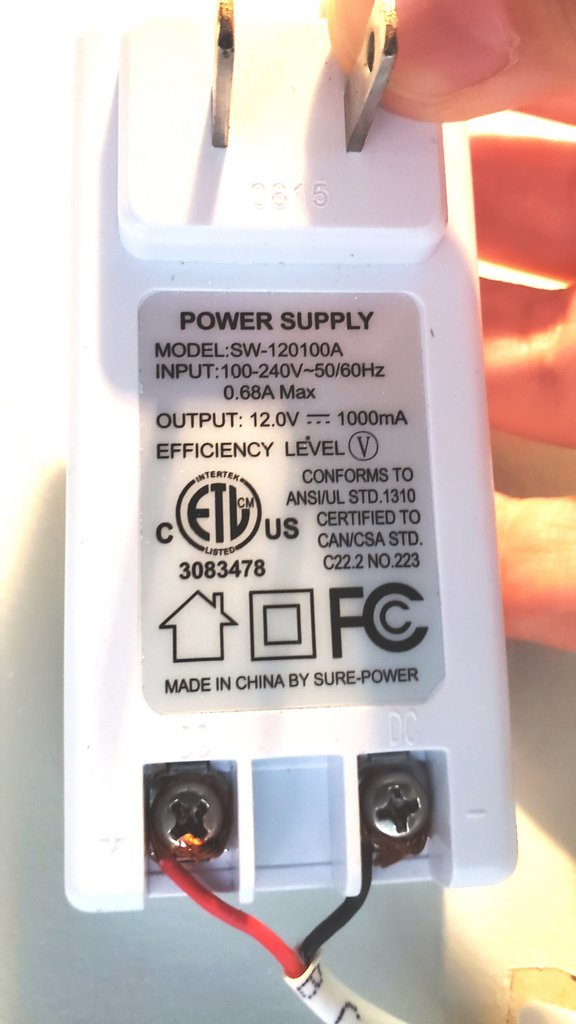 0615
POWER SUPPLY
MODEL:SW-120100A
INPUT:100-240V~50/60Hz
0.68A Max
OUTPUT: 12.0V ⎓ 1000mA
EFFICIENCY LEVEL Ⓥ
INTERTEK
ETL CM
C US
LISTED
3083478
CONFORMS TO
ANSI/UL STD.1310
CERTIFIED TO
CAN/CSA STD.
C22.2 NO.223
FC
MADE IN CHINA BY SURE-POWER
DC DC
+ −